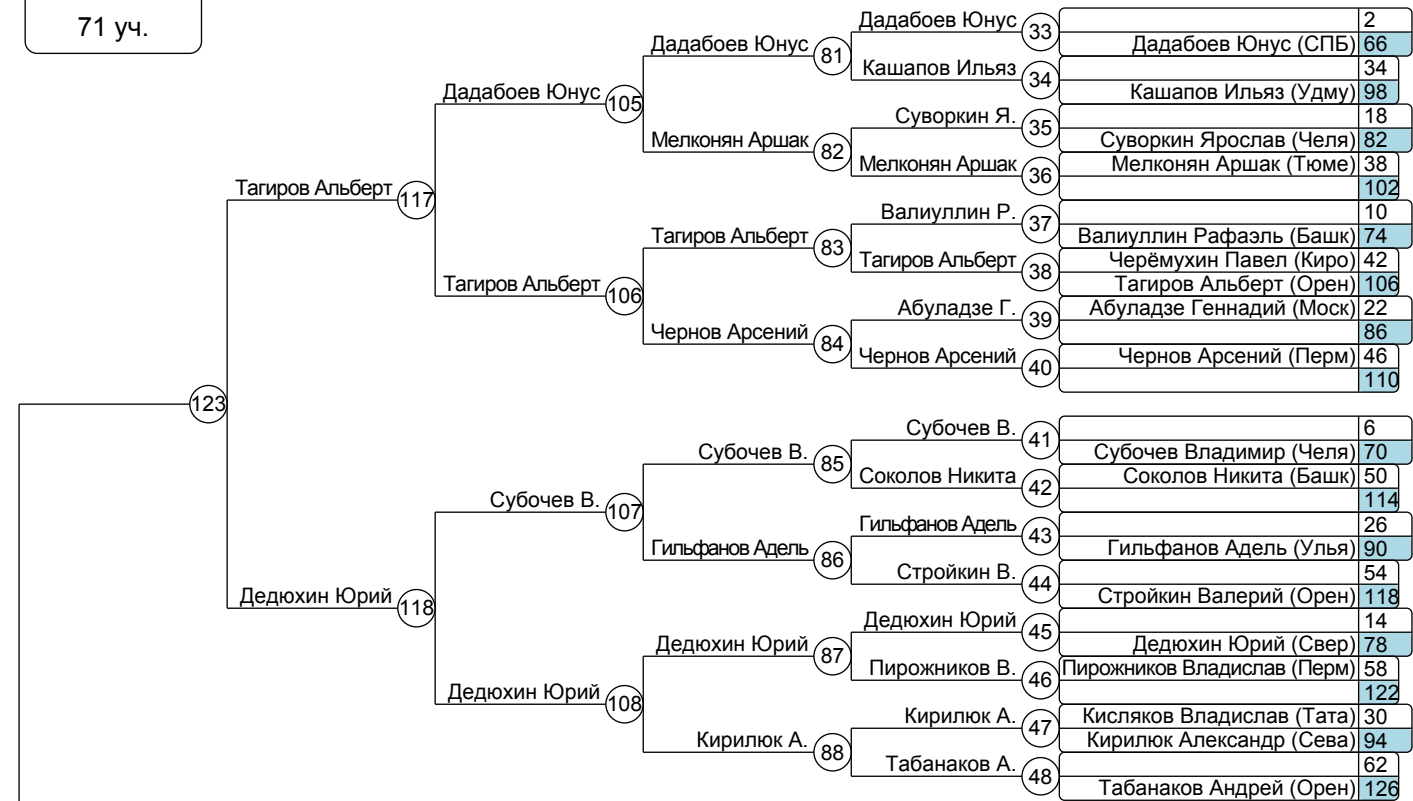 71 уч.
Дадабоев Юнус 33 2
Дадабоев Юнус 81 Дадабоев Юнус (СПБ) 66
Кашапов Ильяз 34 34
Дадабоев Юнус 105 Кашапов Ильяз (Удму) 98
Суворкин Я. 35 18
Мелконян Аршак 82 Суворкин Ярослав (Челя) 82
Мелконян Аршак 36 Мелконян Аршак (Тюме) 38
Тагиров Альберт 117 102
Валиуллин Р. 37 10
Тагиров Альберт 83 Валиуллин Рафаэль (Башк) 74
Тагиров Альберт 38 Черёмухин Павел (Киро) 42
Тагиров Альберт 106 Тагиров Альберт (Орен) 106
Абуладзе Г. 39 Абуладзе Геннадий (Моск) 22
Чернов Арсений 84 86
Чернов Арсений 40 Чернов Арсений (Перм) 46
110
123
Субочев В. 41 6
Субочев В. 85 Субочев Владимир (Челя) 70
Соколов Никита 42 Соколов Никита (Башк) 50
Субочев В. 107 114
Гильфанов Адель 43 26
Гильфанов Адель 86 Гильфанов Адель (Улья) 90
Стройкин В. 44 54
Дедюхин Юрий 118 Стройкин Валерий (Орен) 118
Дедюхин Юрий 45 14
Дедюхин Юрий 87 Дедюхин Юрий (Свер) 78
Пирожников В. 46 Пирожников Владислав (Перм) 58
Дедюхин Юрий 108 122
Кирилюк А. 47 Кисляков Владислав (Тата) 30
Кирилюк А. 88 Кирилюк Александр (Сева) 94
Табанаков А. 48 62
Табанаков Андрей (Орен) 126